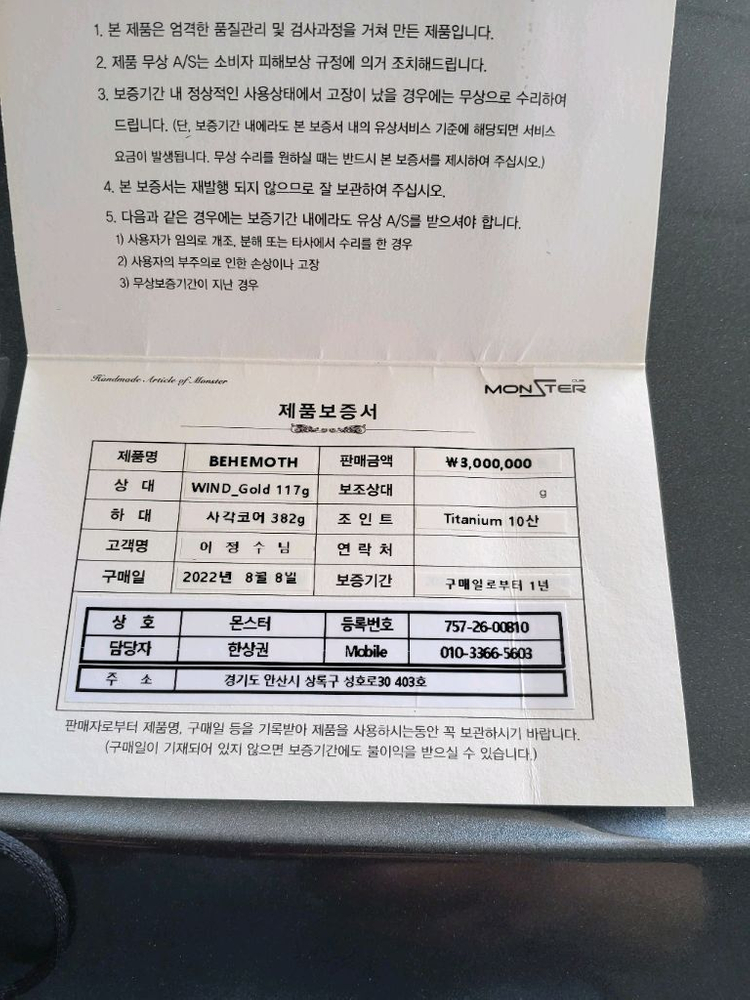 1. 본 제품은 엄격한 품질관리 및 검사과정을 거쳐 만든 제품입니다.
2. 제품 무상 A/S는 소비자 피해보상 규정에 의거 조치해드립니다.
3. 보증기간 내 정상적인 사용상태에서 고장이 났을 경우에는 무상으로 수리하여
드립니다. (단, 보증기간 내에라도 본 보증서 내의 유상서비스 기준에 해당되면 서비스
요금이 발생됩니다. 무상 수리를 원하실 때는 반드시 본 보증서를 제시하여 주십시오.)
4. 본 보증서는 재발행 되지 않으므로 잘 보관하여 주십시오.
5. 다음과 같은 경우에는 보증기간 내에라도 유상 A/S를 받으셔야 합니다.
1) 사용자가 임의로 개조, 분해 또는 타사에서 수리를 한 경우
2) 사용자의 부주의로 인한 손상이나 고장
3) 무상보증기간이 지난 경우
Handmade Article of Monster
MONSTER CUE
제품보증서
제품명 BEHEMOTH 판매금액 ₩3,000,000
상 대 WIND_Gold 117g 보조상대 g
하 대 사각코어 382g 조 인 트 Titanium 10산
고객명 이 정 수 님 연 락 처
구매일 2022년 8월 8일 보증기간 구매일로부터 1년
상 호 몬스터 등록번호 757-26-00810
담당자 한상권 Mobile 010-3366-5603
주 소 경기도 안산시 상록구 성호로30 403호
판매자로부터 제품명, 구매일 등을 기록받아 제품을 사용하시는동안 꼭 보관하시기 바랍니다.
(구매일이 기재되어 있지 않으면 보증기간에도 불이익을 받으실 수 있습니다.)